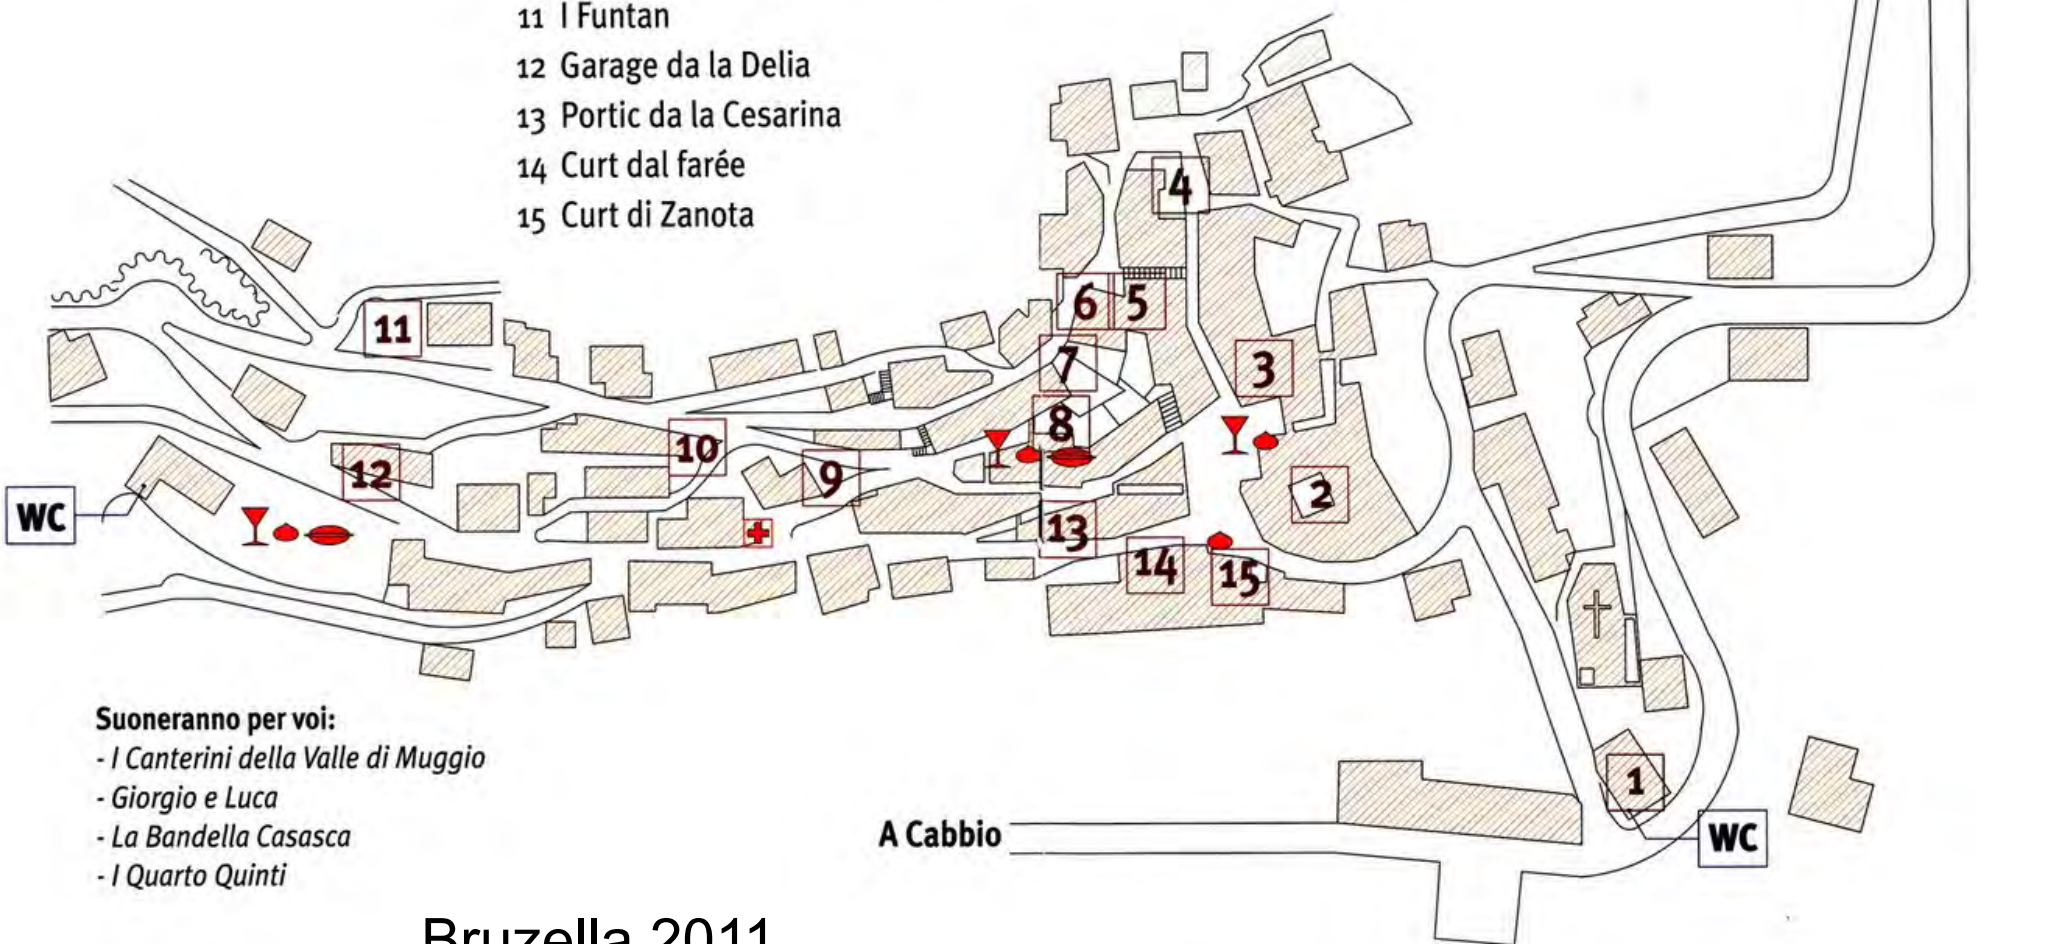 11 I Funtan
12 Garage da la Delia
13 Portic da la Cesarina
14 Curt dal farée
15 Curt di Zanota
4
6 5
11
7
3
8
10
12
9
2
WC
13
14
15
Suoneranno per voi:
- I Canterini della Valle di Muggio
- Giorgio e Luca
- La Bandella Casasca
- I Quarto Quinti
1
A Cabbio
WC
Bruzella 2011